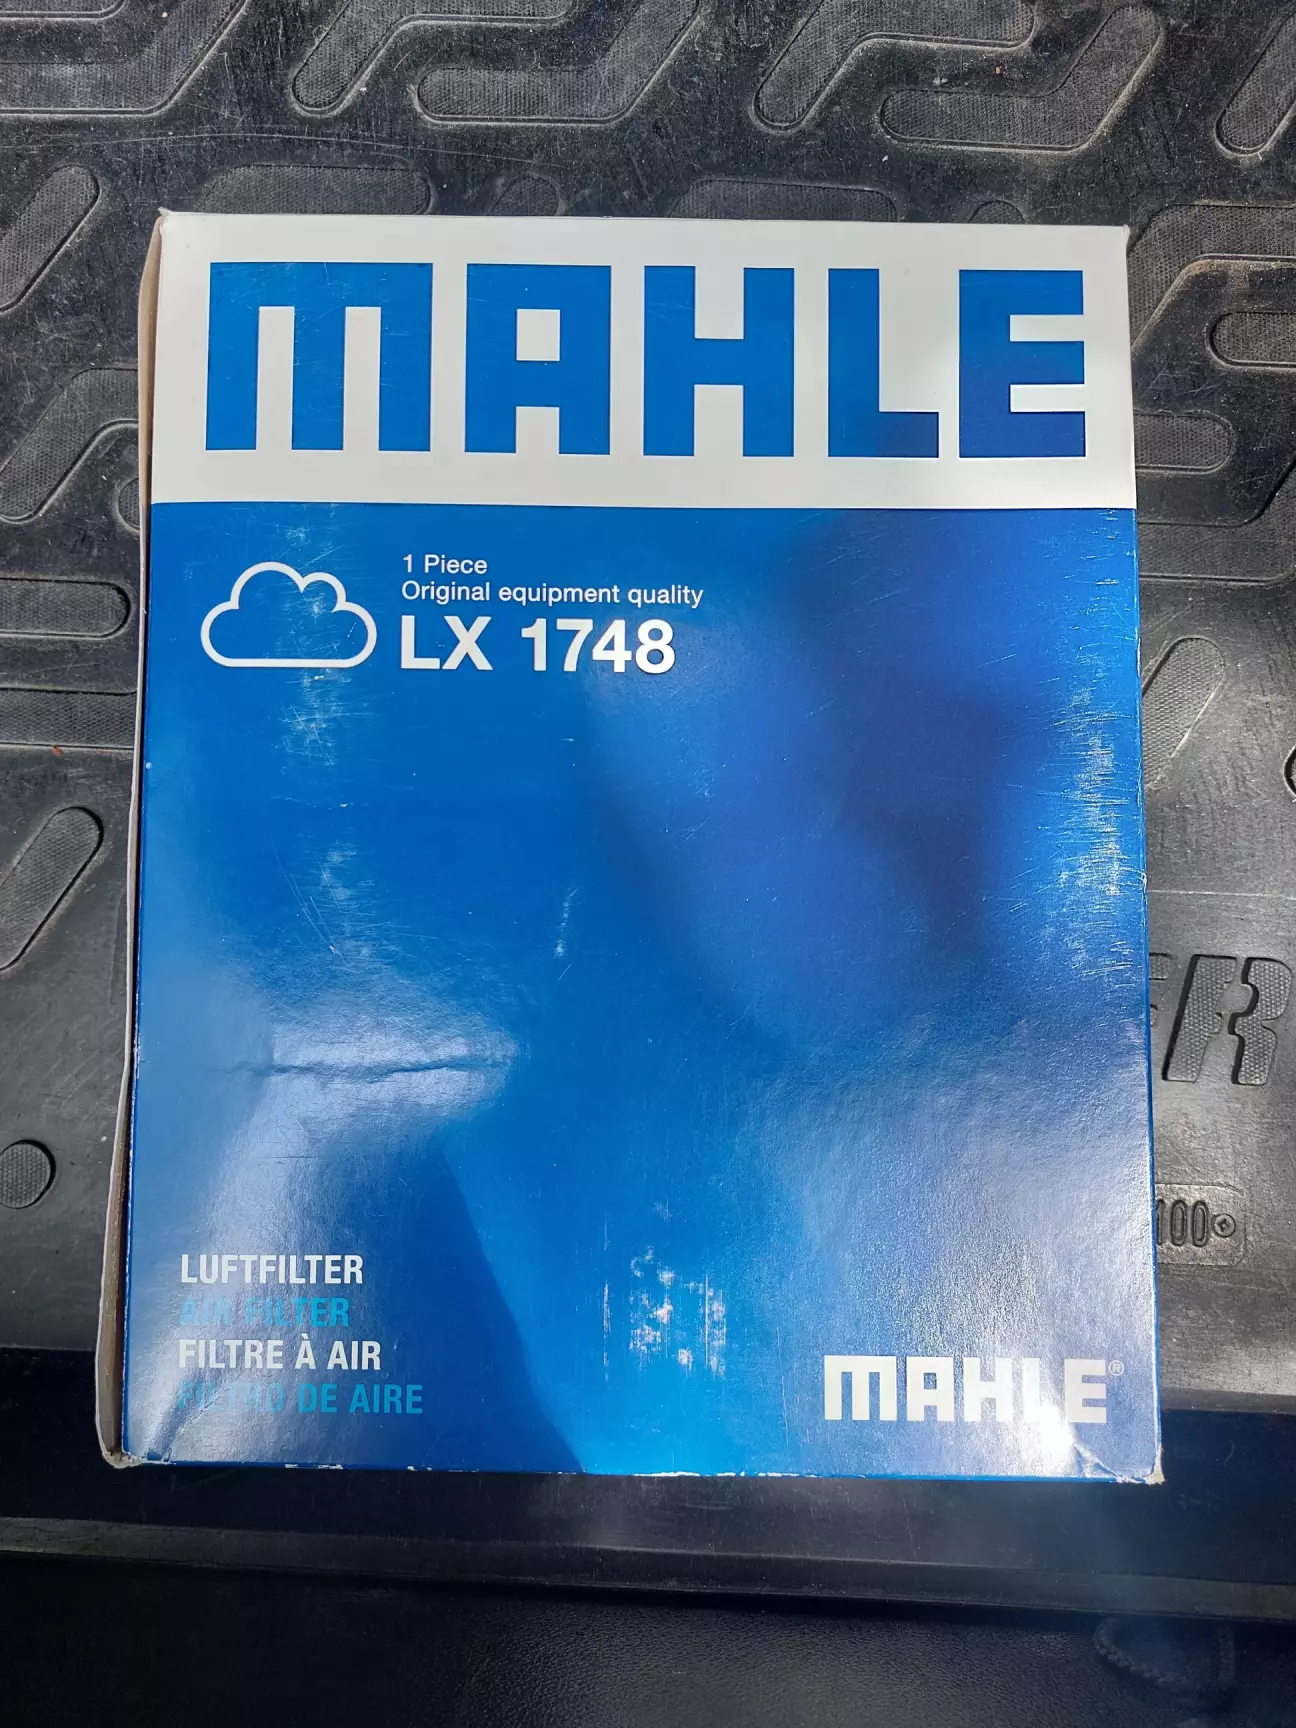 MAHLE
1 Piece
Original equipment quality
LX 1748
LUFTFILTER
AIR FILTER
FILTRE À AIR
FILTRO DE AIRE
MAHLE®